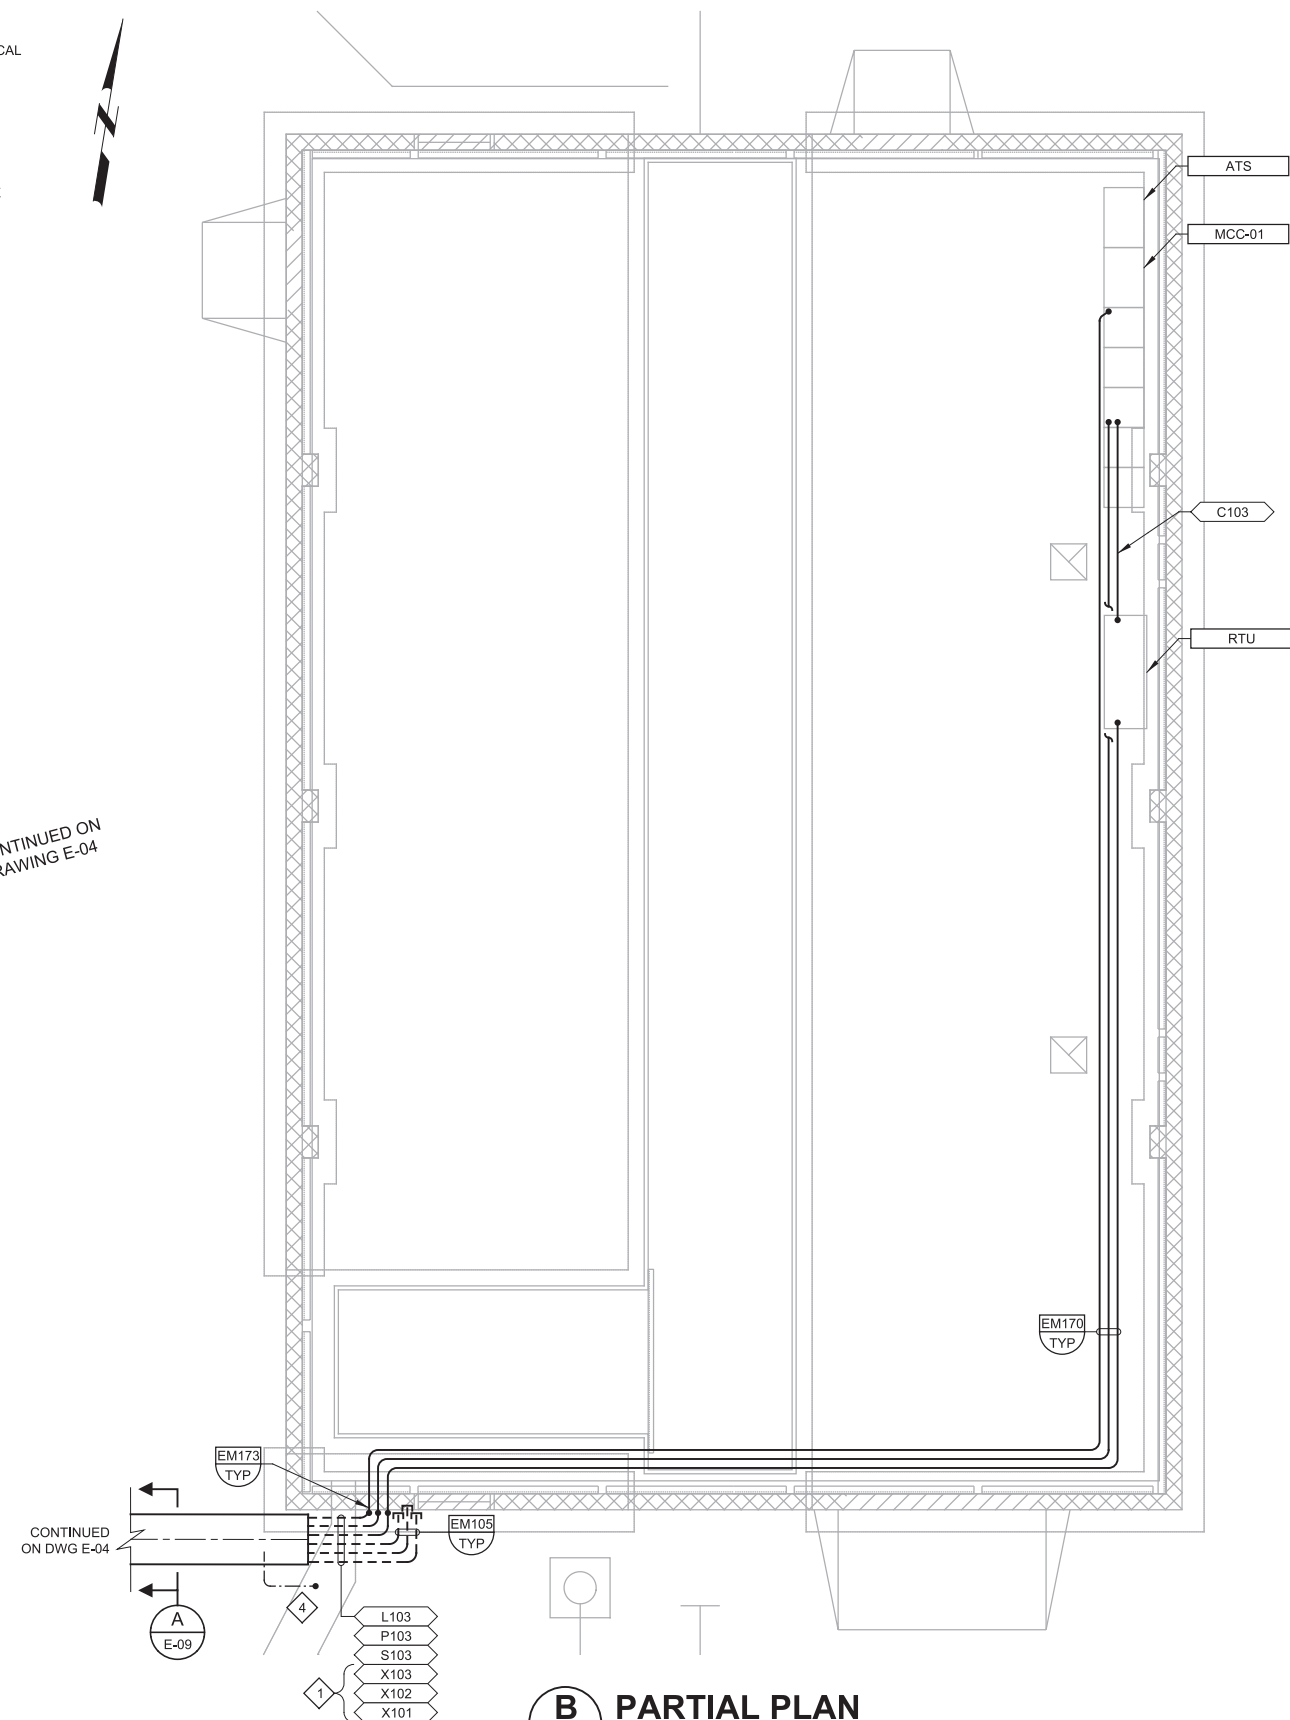 CAL
ATS
MCC-01
C103
RTU
NTINUED ON
RAWING E-04
EM170
TYP
EM173
TYP
EM105
TYP
CONTINUED
ON DWG E-04
4
A
E-09
L103
P103
S103
X103
1
X102
X101
B
PARTIAL PLAN